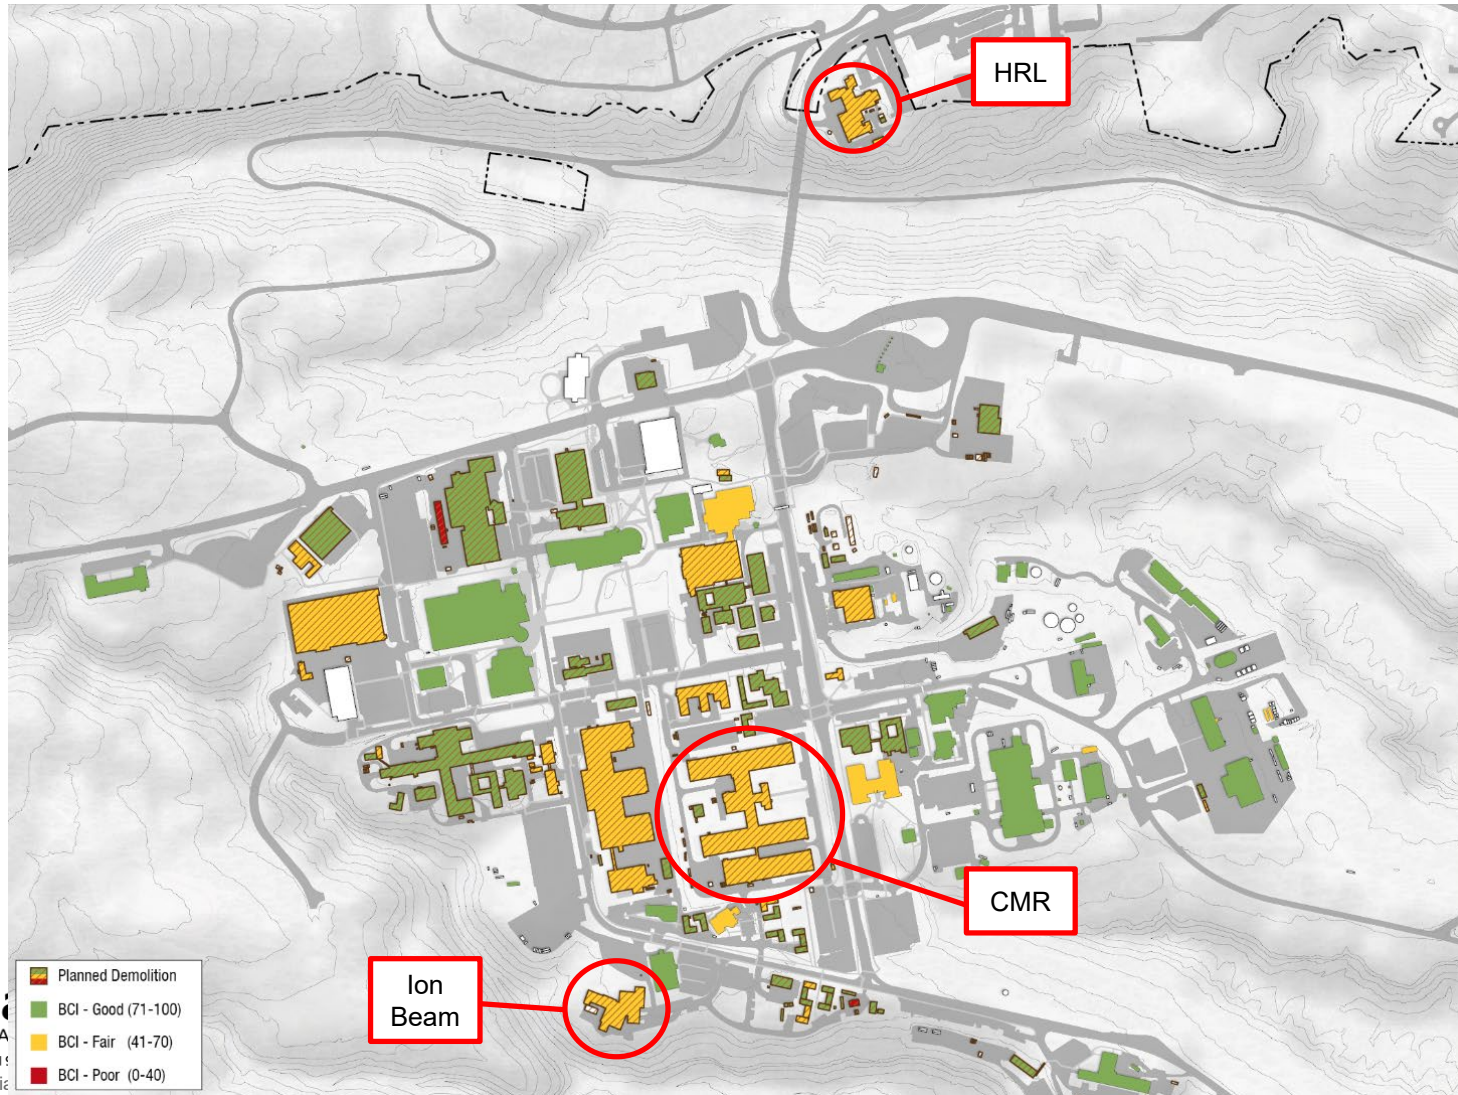 HRL
CMR
Ion
Beam
Planned Demolition
BCI - Good (71-100)
BCI - Fair (41-70)
BCI - Poor (0-40)